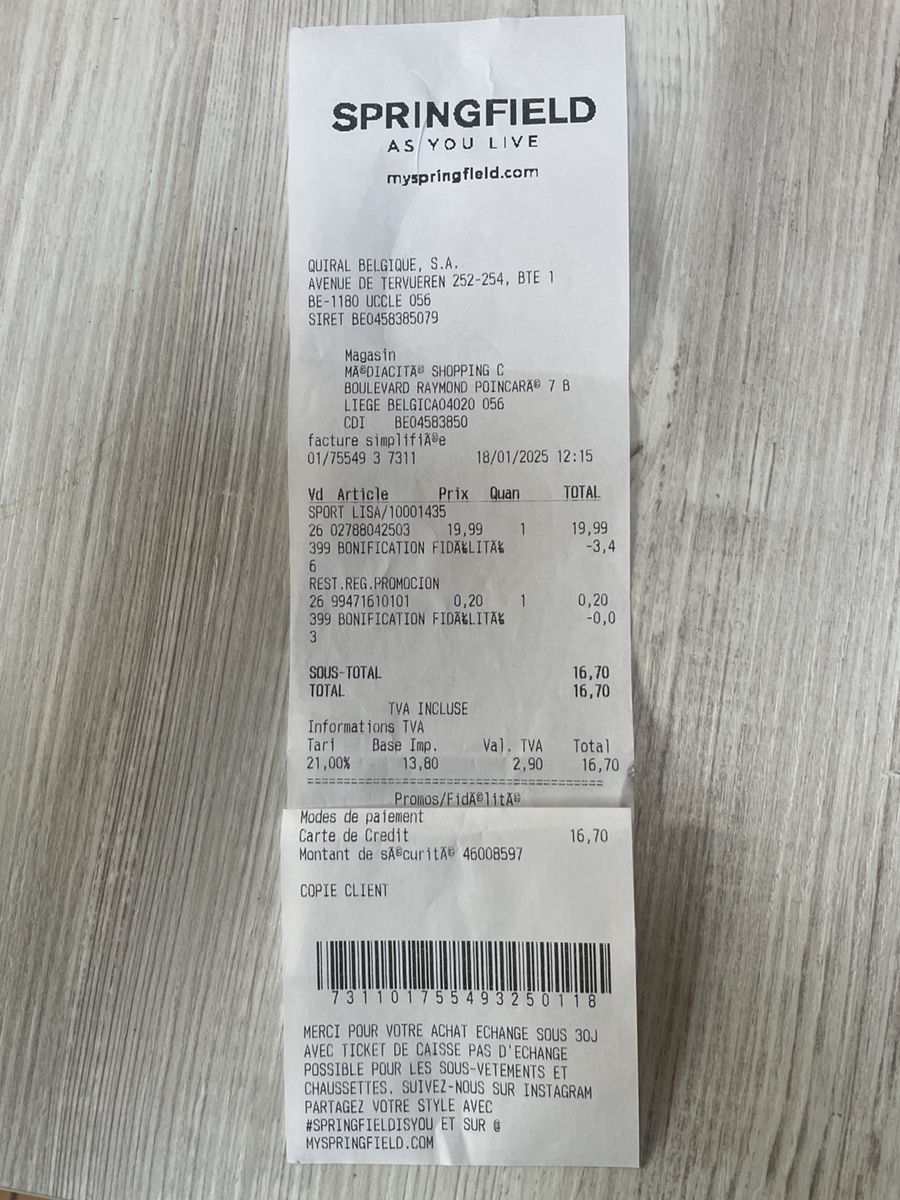 SPRINGFIELD
AS YOU LIVE
myspringfield.com
QUIRAL BELGIQUE, S.A.
AVENUE DE TERVUEREN 252-254, BTE 1
BE-1180 UCCLE 056
SIRET BE0458385079
Magasin
MÃ©DIACITÃ© SHOPPING C
BOULEVARD RAYMOND POINCARÃ© 7 B
LIEGE BELGICA04020 056
CDI BE04583850
facture simplifiÃ©e
01/75549 3 7311 18/01/2025 12:15
Vd Article Prix Quan TOTAL
SPORT LISA/10001435
26 02788042503 19,99 1 19,99
399 BONIFICATION FIDÃ‰LITÃ‰ -3,4
6
REST.REG.PROMOCION
26 99471610101 0,20 1 0,20
399 BONIFICATION FIDÃ‰LITÃ‰ -0,0
3
SOUS-TOTAL 16,70
TOTAL 16,70
TVA INCLUSE
Informations TVA
Tari Base Imp. Val. TVA Total
21,00% 13,80 2,90 16,70
==========================================
Promos/FidÃ©litÃ©
Modes de paiement
Carte de Credit 16,70
Montant de sÃ©curitÃ© 46008597
COPIE CLIENT
731101755493250118
MERCI POUR VOTRE ACHAT ECHANGE SOUS 30J
AVEC TICKET DE CAISSE PAS D'ECHANGE
POSSIBLE POUR LES SOUS-VETEMENTS ET
CHAUSSETTES. SUIVEZ-NOUS SUR INSTAGRAM
PARTAGEZ VOTRE STYLE AVEC
#SPRINGFIELDISYOU ET SUR @
MYSPRINGFIELD.COM